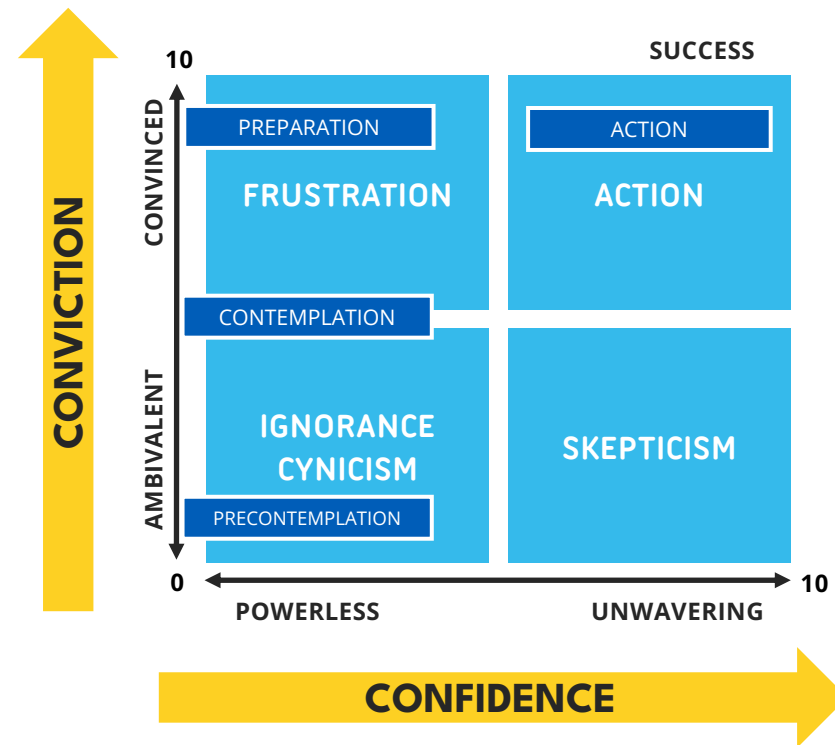 SUCCESS
10
CONVICTION
CONVINCED
PREPARATION
ACTION
FRUSTRATION
ACTION
CONTEMPLATION
AMBIVALENT
IGNORANCE
CYNICISM
SKEPTICISM
PRECONTEMPLATION
0
10
POWERLESS
UNWAVERING
CONFIDENCE